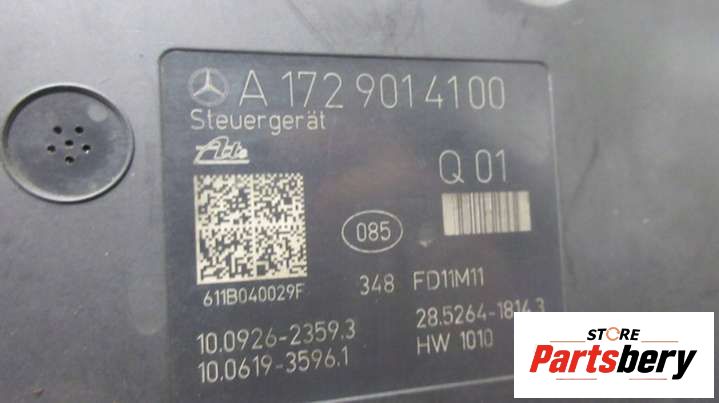 A 172 901 41 00
Steuergerät
Ate
Q 01
085
611B040029F
348 FD11M11
10.0926-2359.3
28.5264-1814.3
10.0619-3596.1
HW 1010
STORE
Partsbery